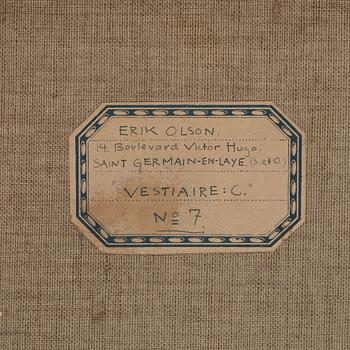 ERIK OLSON.
14. Boulevard Victor Hugo.
SAINT GERMAIN-EN-LAYE. (S. et O.)
"VESTIAIRE: C."
Nº 7.